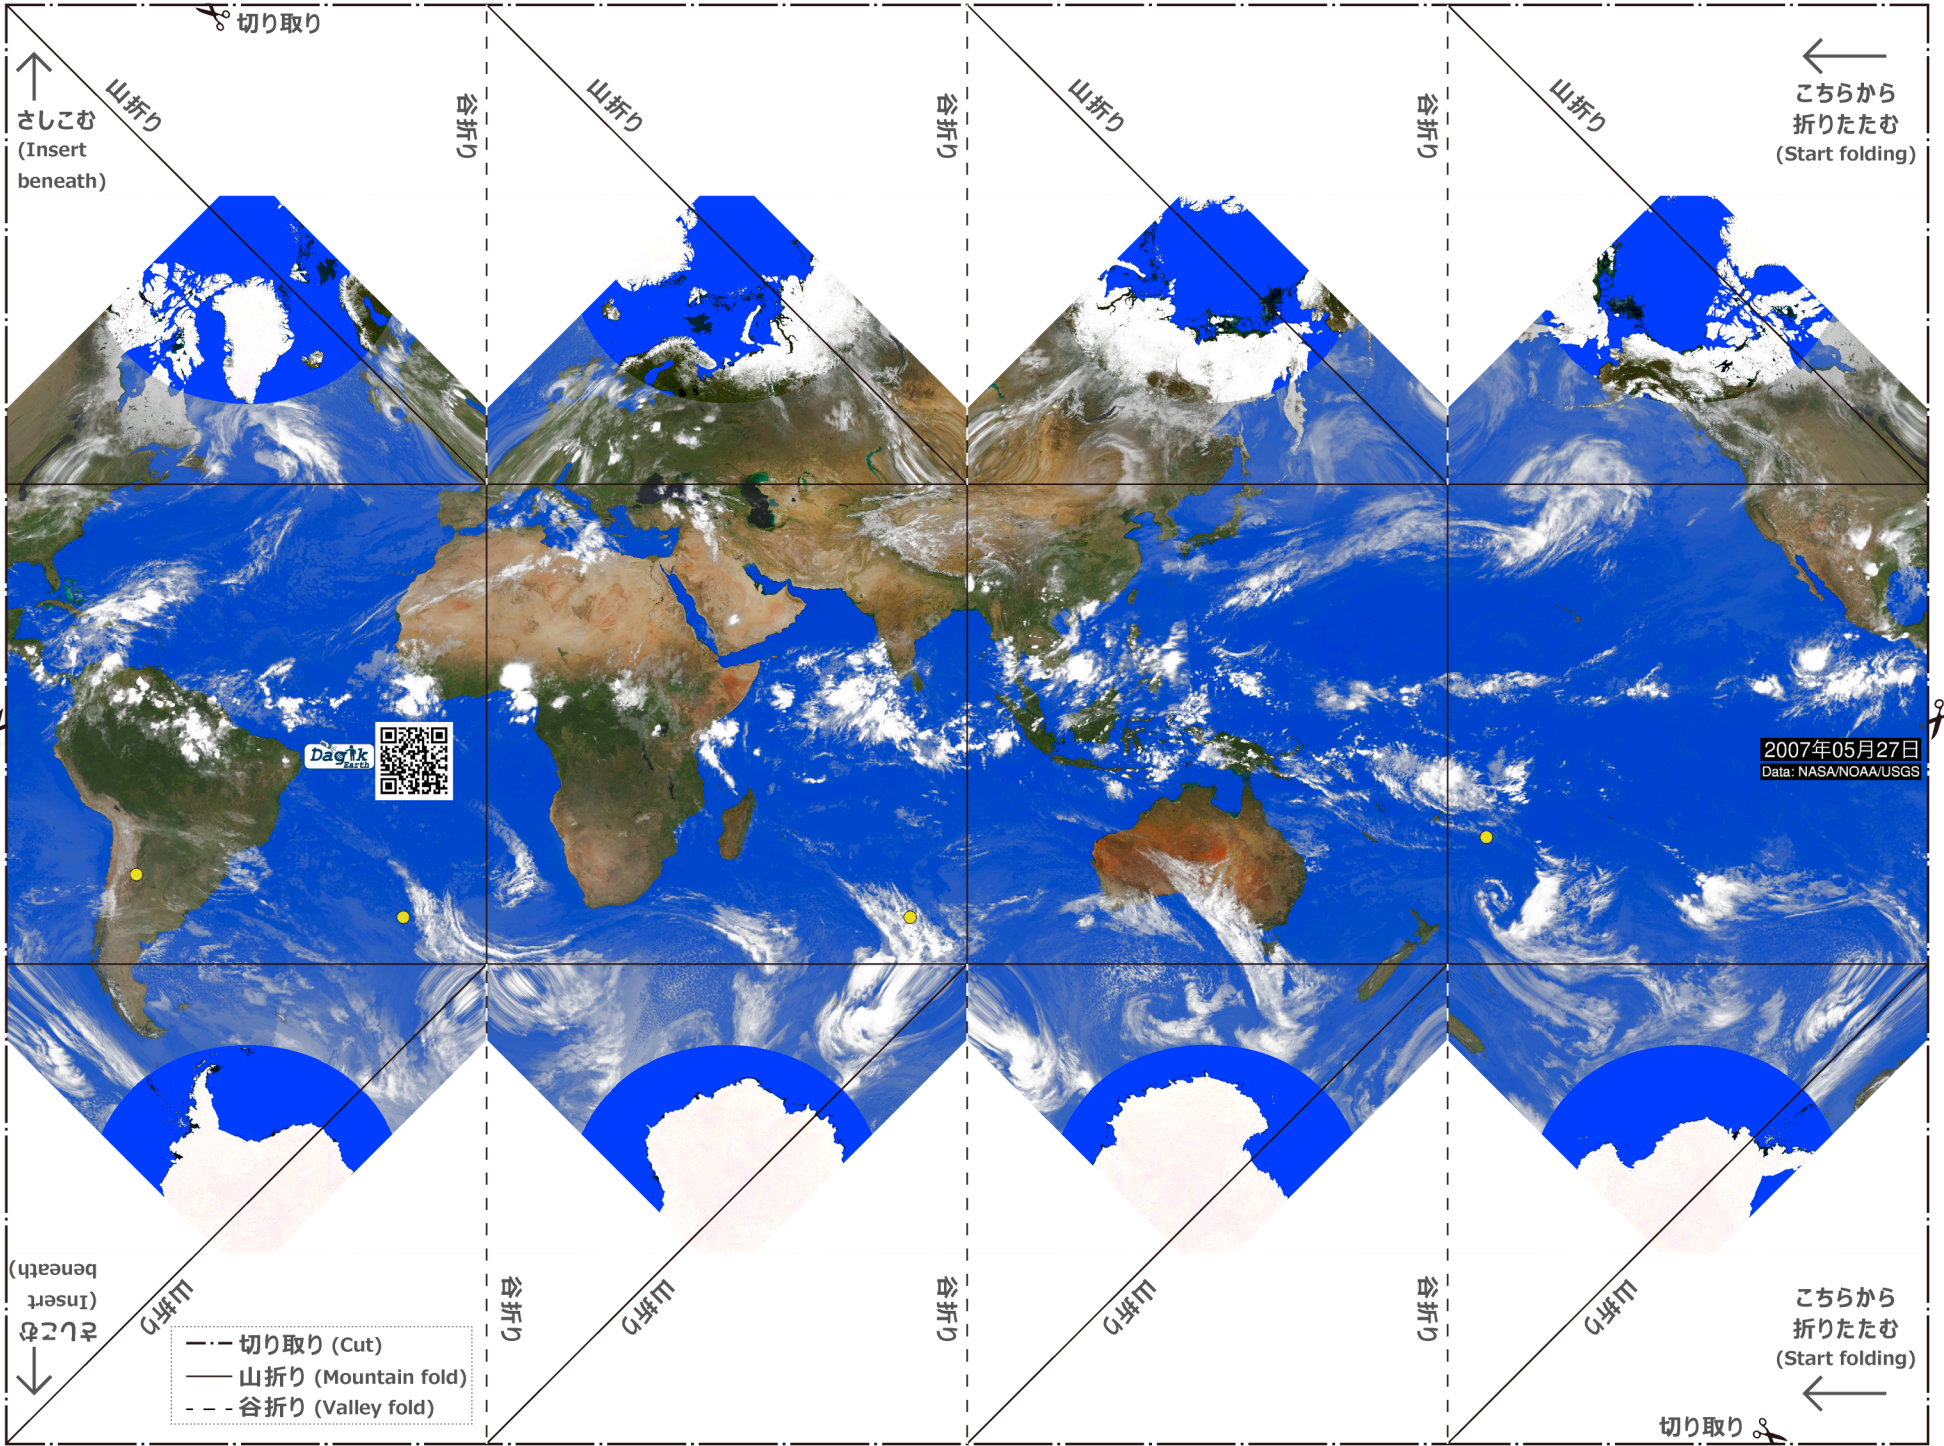 切り取り
山折り
谷折り
山折り
谷折り
山折り
谷折り
山折り
さしこむ
(Insert
beneath)
こちらから
折りたたむ
(Start folding)
Dagik
Earth
2007年05月27日
Data: NASA/NOAA/USGS
さしこむ
(Insert
beneath)
山折り
谷折り
山折り
谷折り
山折り
谷折り
山折り
切り取り (Cut)
山折り (Mountain fold)
谷折り (Valley fold)
こちらから
折りたたむ
(Start folding)
切り取り